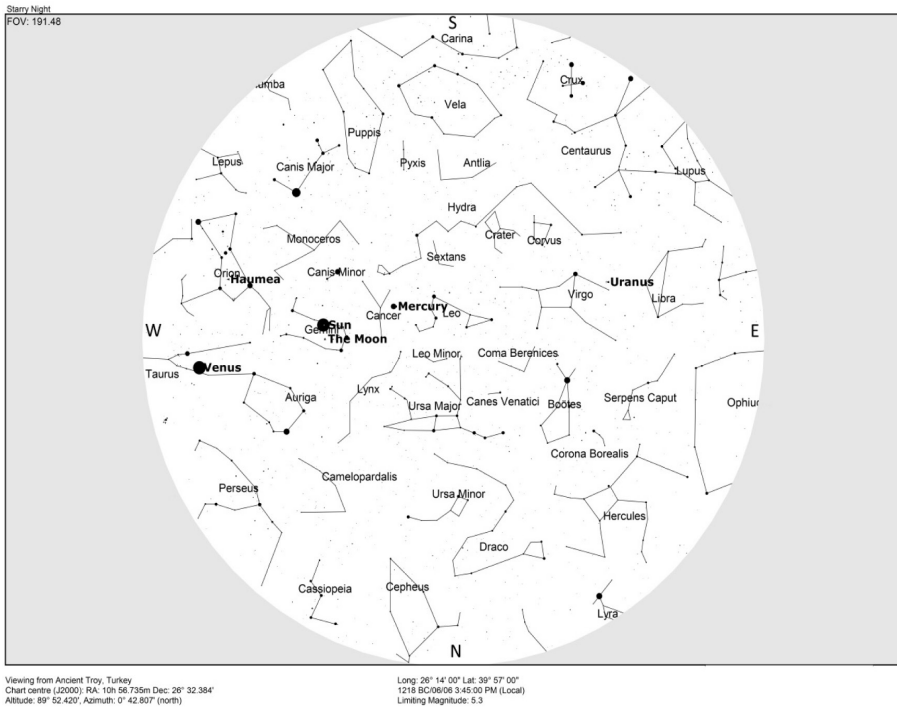 Starry Night
FOV: 191.48
S
Carina
Crux
umba
Vela
Puppis
Centaurus
Lepus
Canis Major
Pyxis
Antlia
Lupus
Hydra
Monoceros
Crater
Corvus
Sextans
Orion
Haumea
Canis Minor
Uranus
Virgo
Libra
Mercury
Cancer
Leo
Sun
Gemini
The Moon
W
E
Leo Minor
Coma Berenices
Venus
Taurus
Lynx
Auriga
Ursa Major
Canes Venatici
Boötes
Serpens Caput
Ophiuc
Corona Borealis
Camelopardalis
Perseus
Ursa Minor
Hercules
Draco
Cassiopeia
Cepheus
Lyra
N
Viewing from Ancient Troy, Turkey
Chart centre (J2000): RA: 10h 56.735m Dec: 26° 32.384'
Altitude: 89° 52.420', Azimuth: 0° 42.807' (north)
Long: 26° 14' 00" Lat: 39° 57' 00"
1218 BC/06/06 3:45:00 PM (Local)
Limiting Magnitude: 5.3